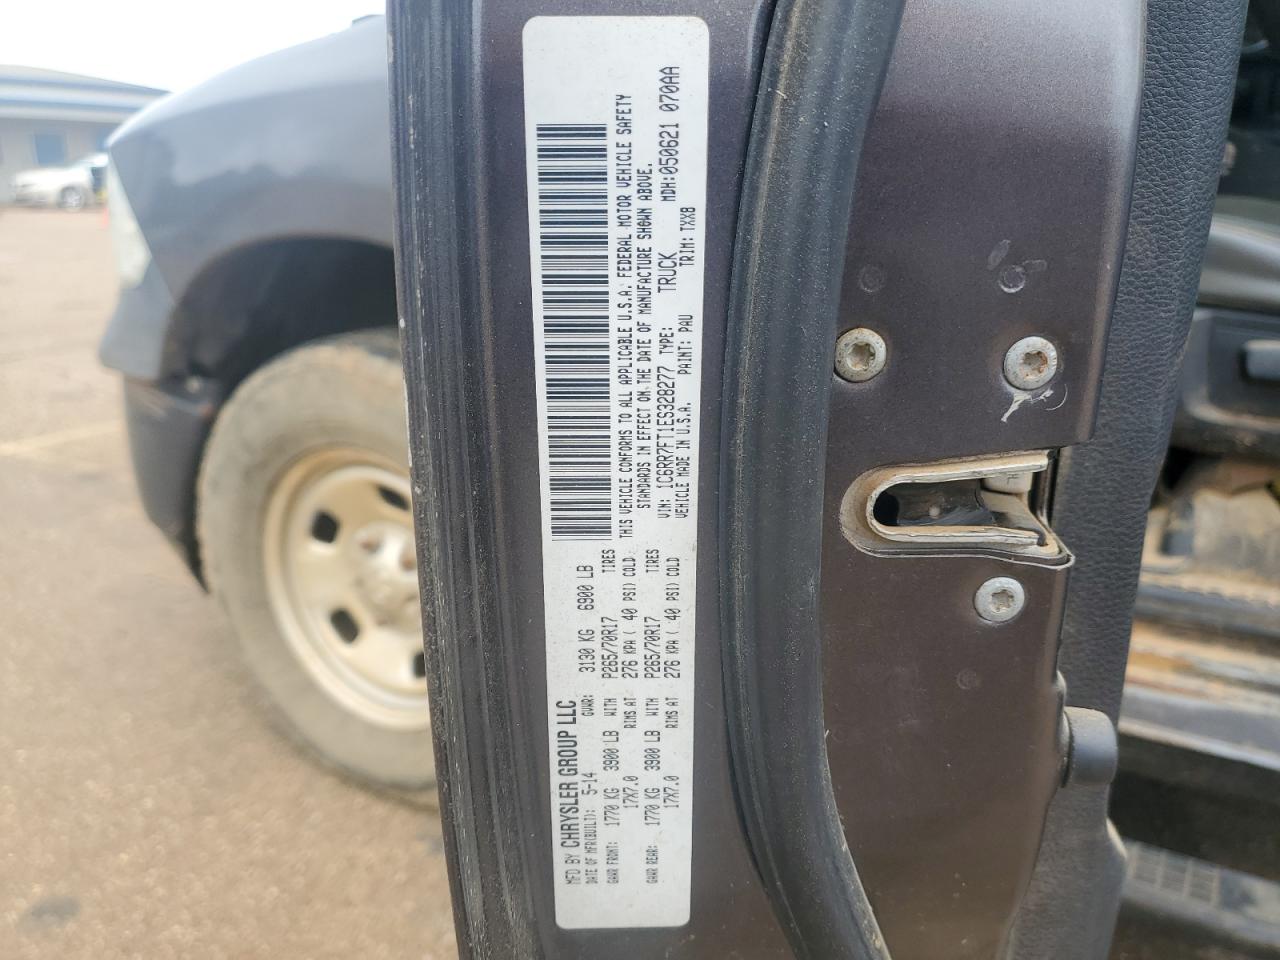 MFD BY CHRYSLER GROUP LLC
DATE OF MFR(BUILT): 5-14 GVWR: 3130 KG 6900 LB
GAWR FRONT: 1770 KG 3900 LB WITH P265/70R17 TIRES
17X7.0 RIMS AT 276 KPA ( 40 PSI) COLD
GAWR REAR: 1770 KG 3900 LB WITH P265/70R17 TIRES
17X7.0 RIMS AT 276 KPA ( 40 PSI) COLD
THIS VEHICLE CONFORMS TO ALL APPLICABLE U.S.A. FEDERAL MOTOR VEHICLE SAFETY
STANDARDS IN EFFECT ON THE DATE OF MANUFACTURE SHOWN ABOVE.
VIN: 1C6RR7FT1ES328277 TYPE: TRUCK MDH:050621 070AA
VEHICLE MADE IN U.S.A. PAINT: PAU TRIM: TXXB